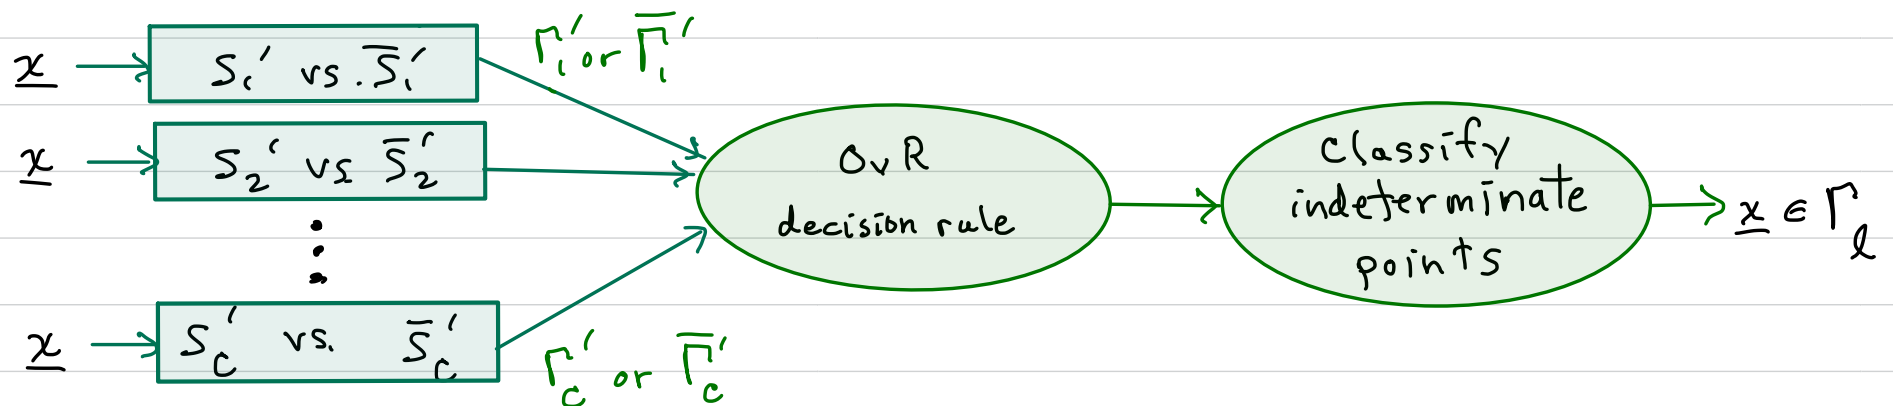 x S₁' vs. S̅₁' Γ₁' or Γ̅₁'
x S₂' vs S̅₂'
⋮
x S_c' vs. S̅_c' Γ_c' or Γ̅_c'
OvR
decision rule
Classify
indeterminate
points
x ∈ Γ_ℓ